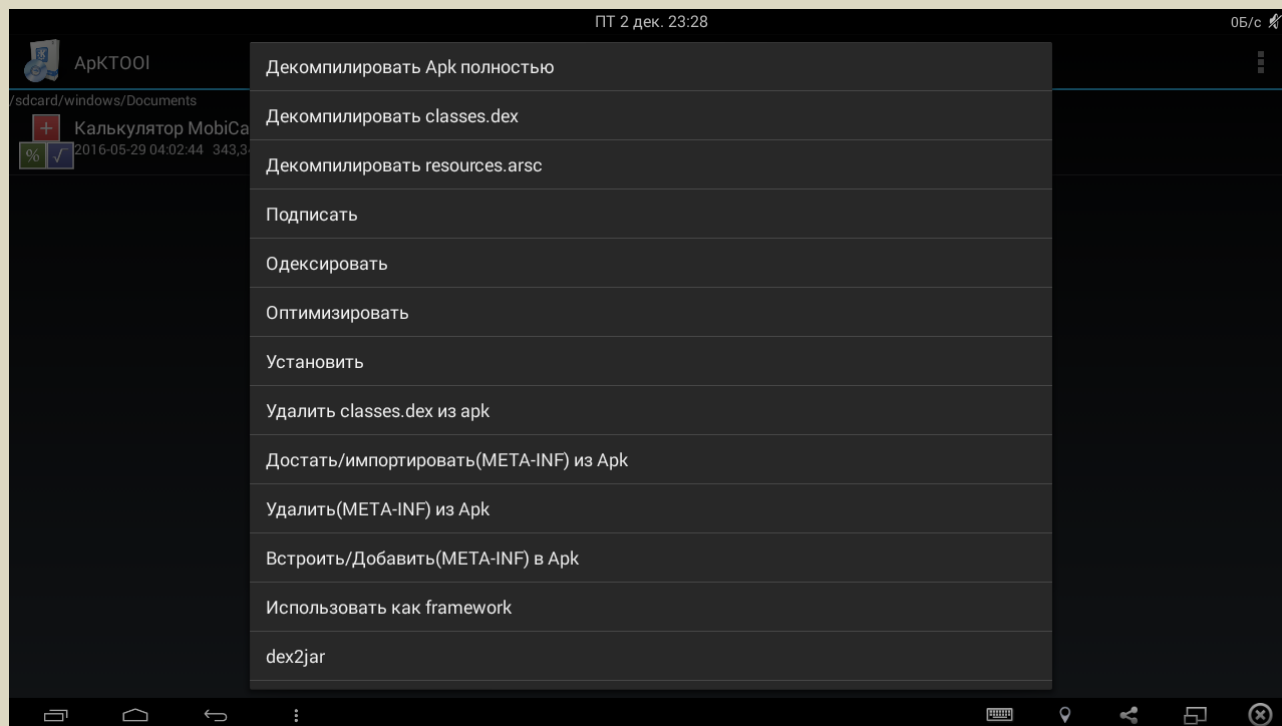 ПТ 2 дек. 23:28
0Б/с
ApKTOOl
/sdcard/windows/Documents
Калькулятор MobiCa
2016-05-29 04:02:44 343,3
Декомпилировать Apk полностью
Декомпилировать classes.dex
Декомпилировать resources.arsc
Подписать
Одексировать
Оптимизировать
Установить
Удалить classes.dex из apk
Достать/импортировать(META-INF) из Apk
Удалить(META-INF) из Apk
Встроить/Добавить(META-INF) в Apk
Использовать как framework
dex2jar